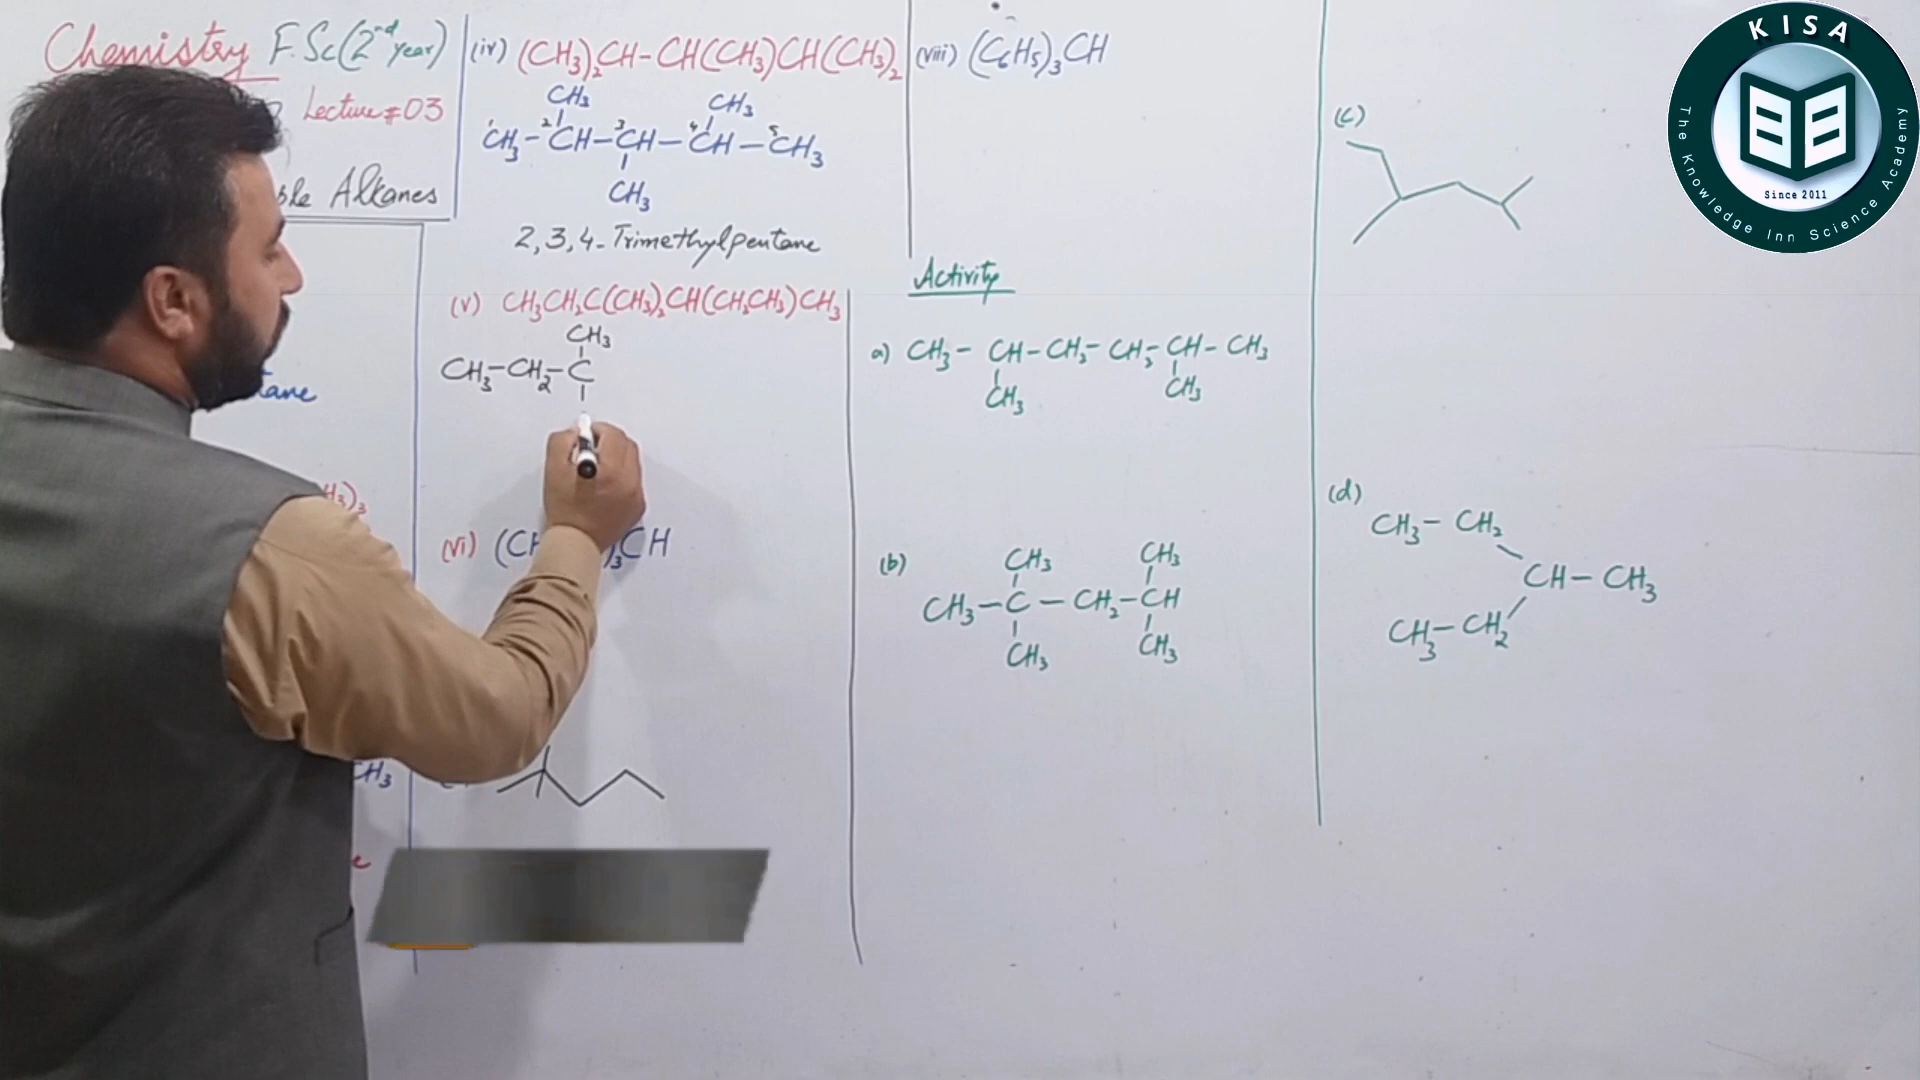 Chemistry F.Sc(2nd year)
Lecture#03
Alkanes
tane
H3)3
CH3
e
(iv) (CH3)2CH-CH(CH3)CH(CH3)2
CH3 CH3
1CH3-2CH-3CH-4CH-5CH3
CH3
2,3,4-Trimethylpentane
(v) CH3CH2C(CH3)2CH(CH2CH3)CH3
CH3
CH3-CH2-C
(vi) (CH )3CH
(viii) (C6H5)3CH
Activity
a) CH3-CH-CH2-CH2-CH-CH3
CH3 CH3
(b)
CH3 CH3
CH3-C-CH2-CH
CH3 CH3
(c)
(d)
CH3-CH2
CH-CH3
CH3-CH2
KISA
The Knowledge Inn Science Academy
Since 2011